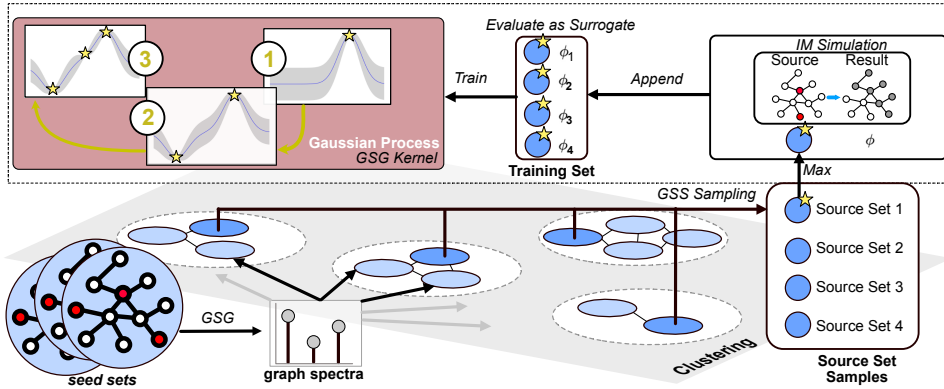 Evaluate as Surrogate
3
1
2
Gaussian Process
GSG Kernel
Train
ϕ1
ϕ2
ϕ3
ϕ4
Training Set
Append
IM Simulation
Source Result
ϕ
Max
GSS Sampling
Source Set 1
Source Set 2
Source Set 3
Source Set 4
Source Set
Samples
GSG
seed sets
graph spectra
Clustering